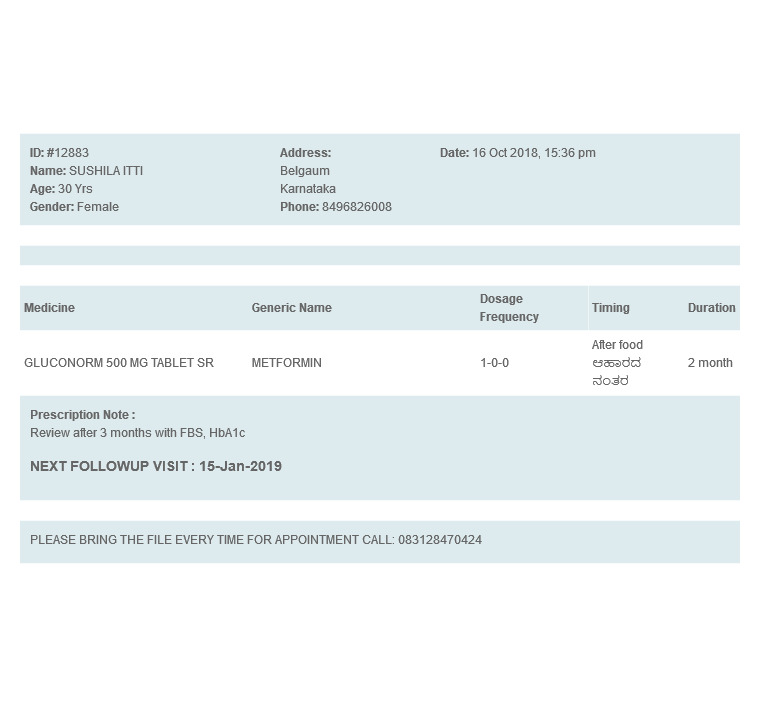 ID: #12883
Name: SUSHILA ITTI
Age: 30 Yrs
Gender: Female
Address:
Belgaum
Karnataka
Phone: 8496826008
Date: 16 Oct 2018, 15:36 pm
Medicine Generic Name Dosage Frequency Timing Duration
GLUCONORM 500 MG TABLET SR METFORMIN 1-0-0 After food ಆಹಾರದ ನಂತರ 2 month
Prescription Note :
Review after 3 months with FBS, HbA1c
NEXT FOLLOWUP VISIT : 15-Jan-2019
PLEASE BRING THE FILE EVERY TIME FOR APPOINTMENT CALL: 083128470424